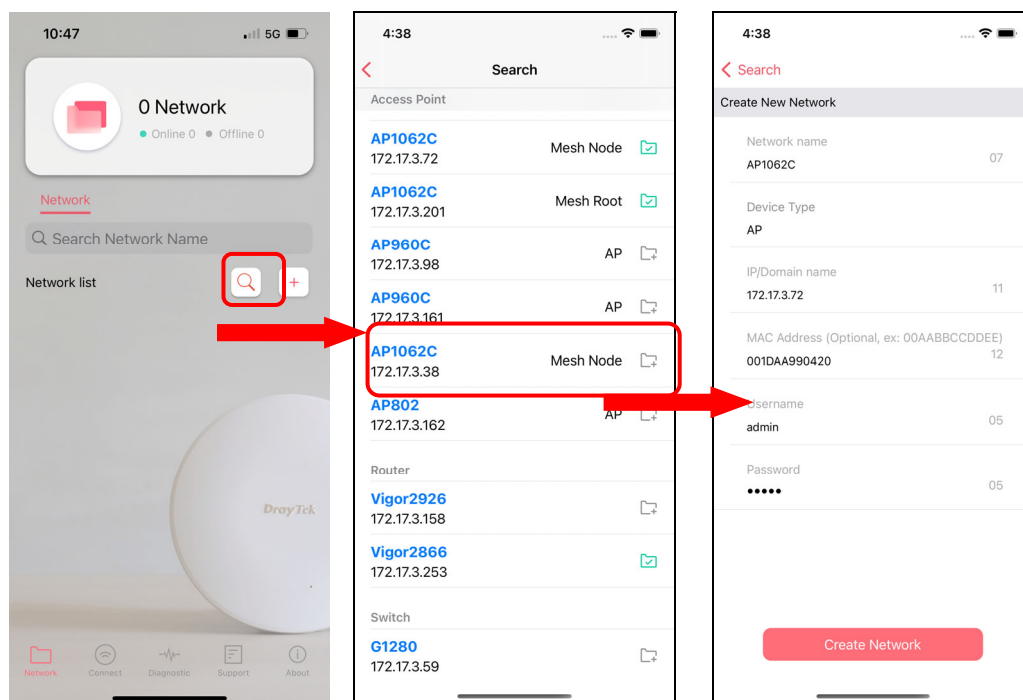 10:47
5G
0 Network
Online 0
Offline 0
Network
Search Network Name
Network list
+
DrayTek
Network
Connect
Diagnostic
Support
About
4:38
Search
Access Point
AP1062C
Mesh Node
172.17.3.72
AP1062C
Mesh Root
172.17.3.201
AP960C
AP
172.17.3.98
AP960C
AP
172.17.3.161
AP1062C
Mesh Node
172.17.3.38
AP802
AP
172.17.3.162
Router
Vigor2926
172.17.3.158
Vigor2866
172.17.3.253
Switch
G1280
172.17.3.59
4:38
Search
Create New Network
Network name
AP1062C
07
Device Type
AP
IP/Domain name
172.17.3.72
11
MAC Address (Optional, ex: 00AABBCCDDEE)
001DAA990420
12
Username
admin
05
Password
•••••
05
Create Network